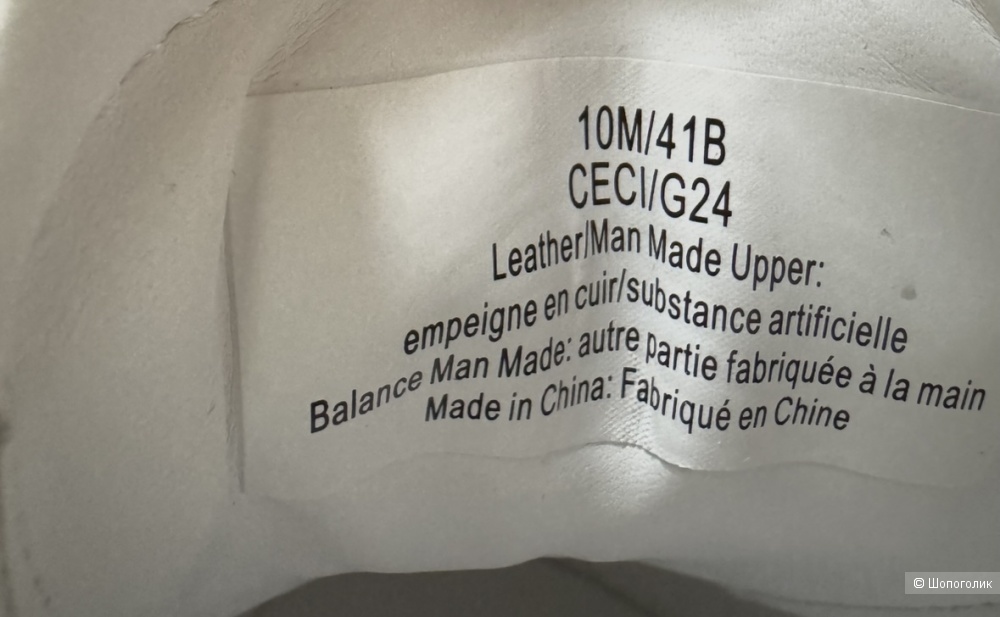 10M/41B
CECI/G24
Leather/Man Made Upper:
empeigne en cuir/substance artificielle
Balance Man Made: autre partie fabriquée à la main
Made in China: Fabriqué en Chine
© Шопоголик